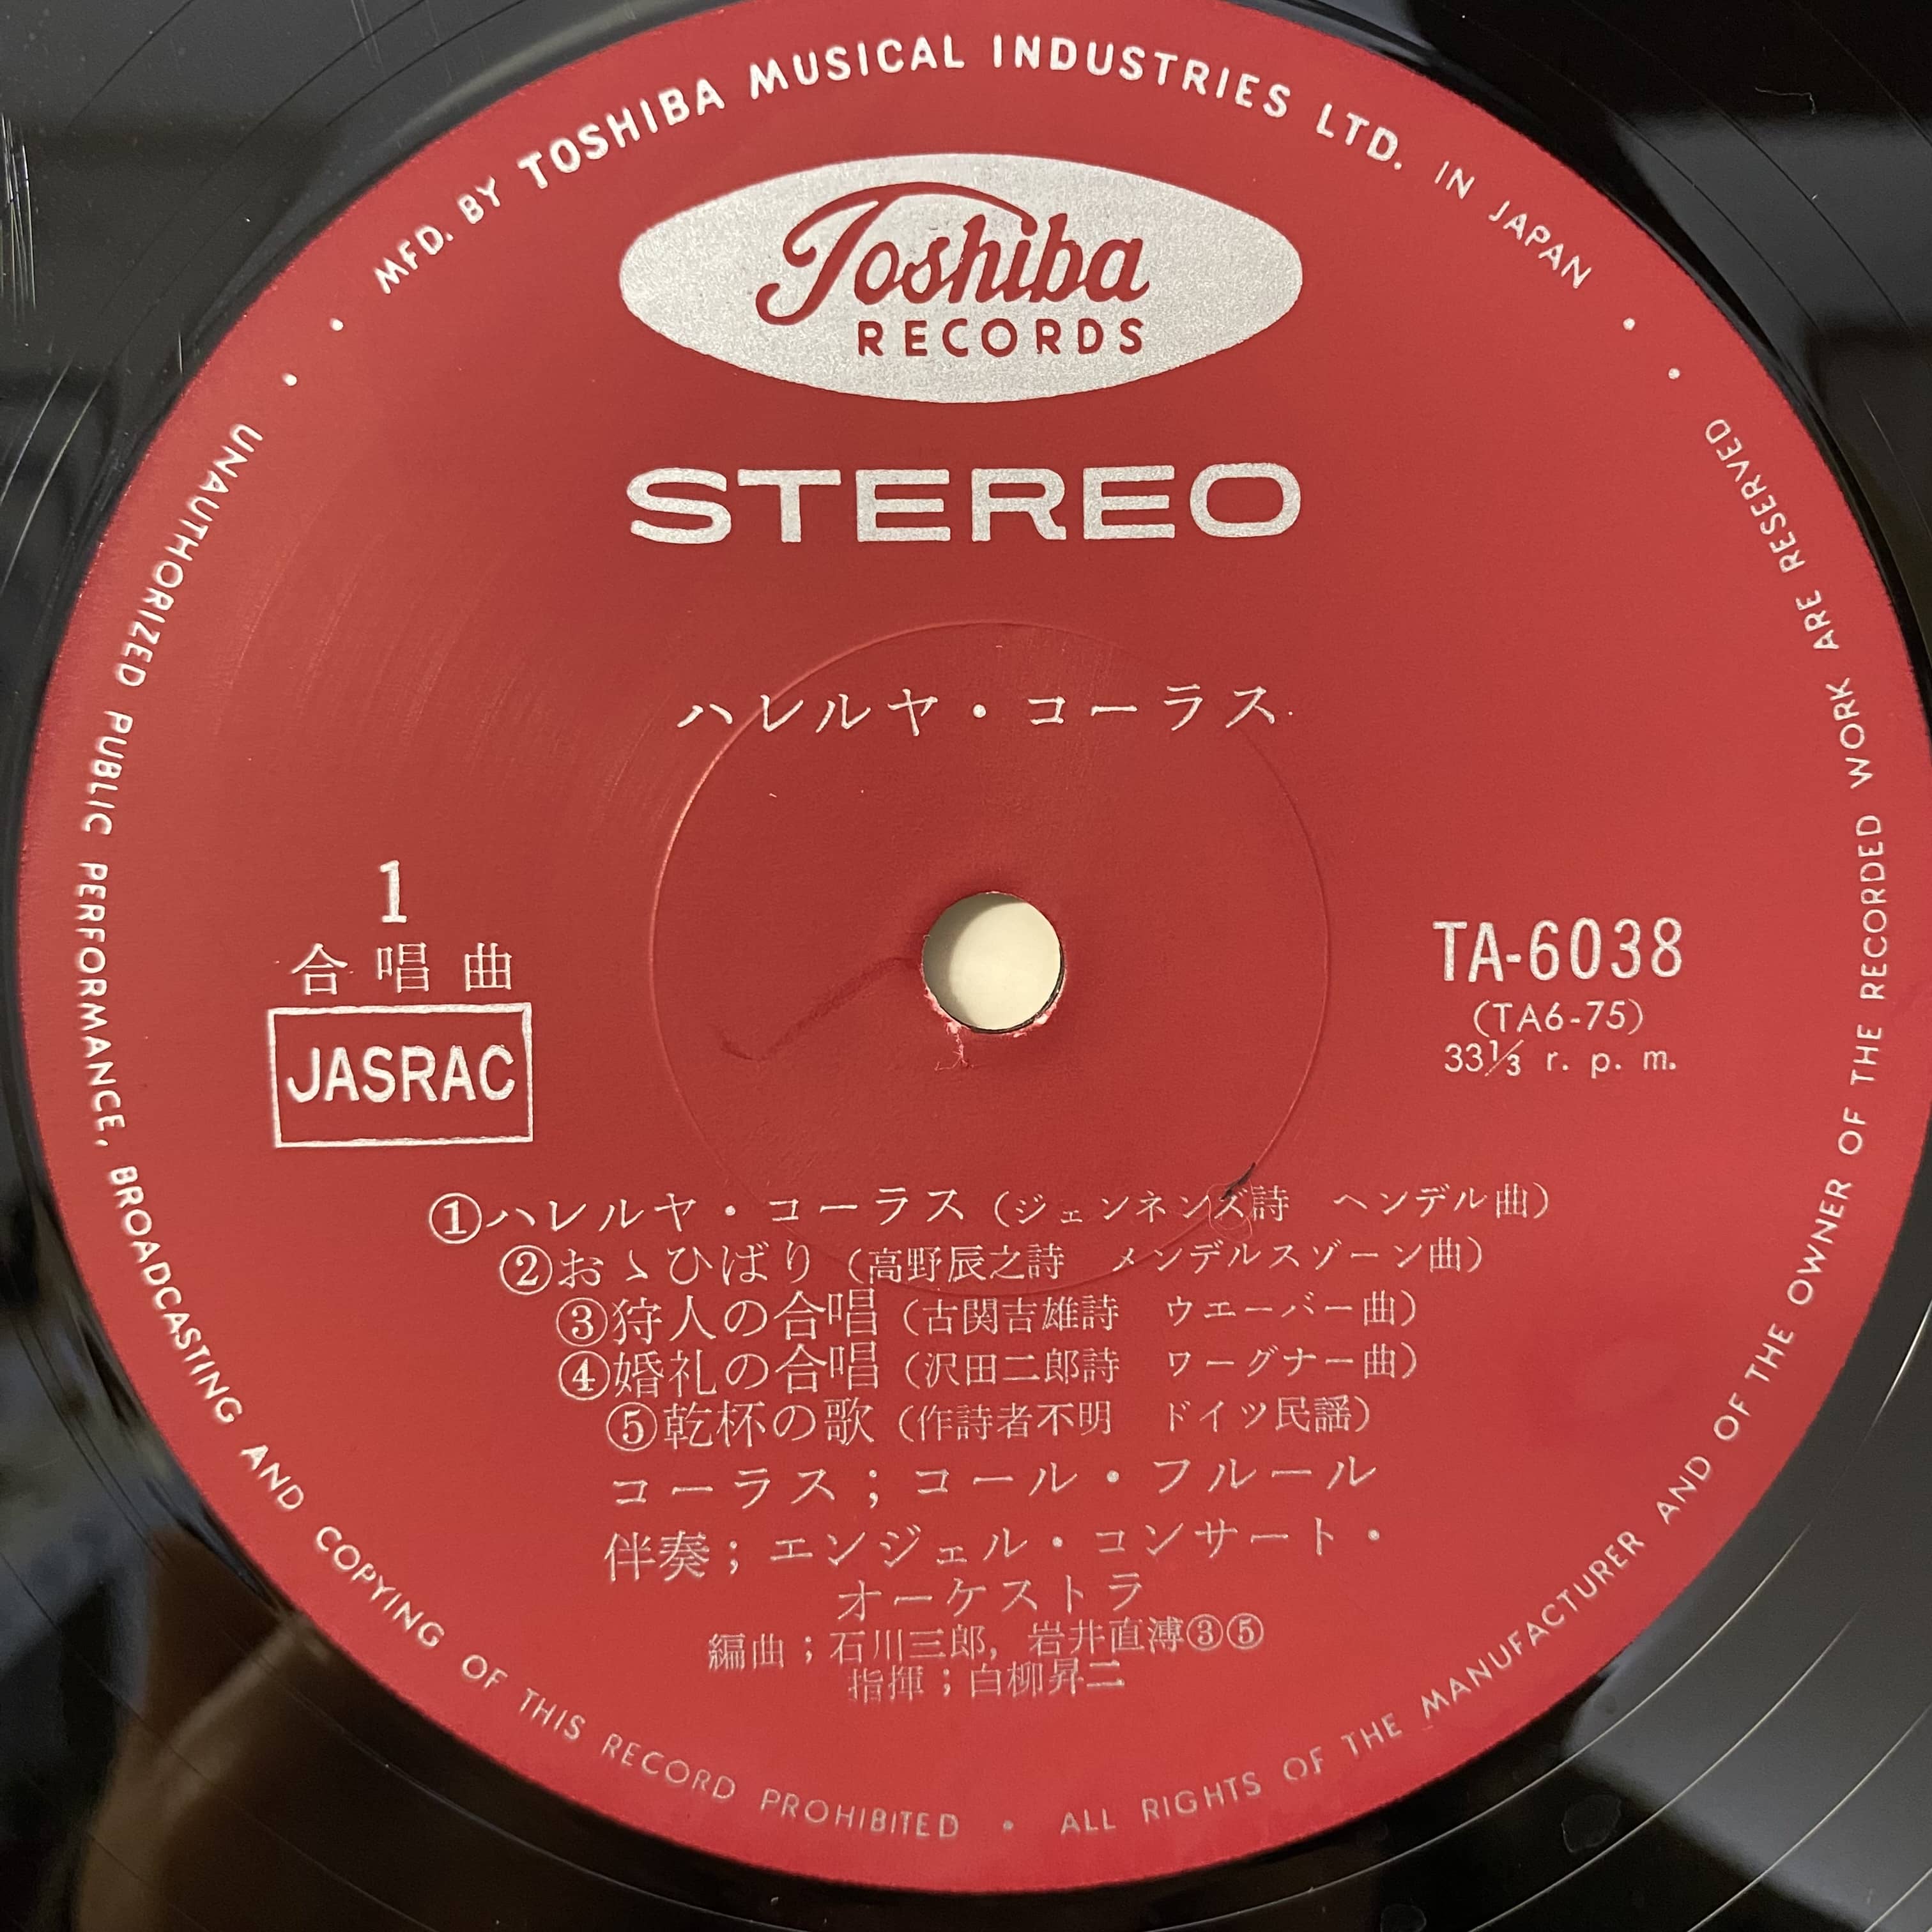 MFD. BY TOSHIBA MUSICAL INDUSTRIES LTD. IN JAPAN
Toshiba
RECORDS
STEREO
ハレルヤ・コーラス
1
合唱曲
JASRAC
TA-6038
(TA6-75)
33⅓ r. p. m.
①ハレルヤ・コーラス（ジェンネンズ詩　ヘンデル曲）
②おゝひばり（高野辰之詩　メンデルスゾーン曲）
③狩人の合唱（古関吉雄詩　ウエーバー曲）
④婚礼の合唱（沢田二郎詩　ワーグナー曲）
⑤乾杯の歌（作詩者不明　ドイツ民謡）
コーラス；コール・フルール
伴奏；エンジェル・コンサート・
オーケストラ
編曲；石川三郎, 岩井直溥③⑤
指揮；白柳昇二
UNAUTHORIZED PUBLIC PERFORMANCE, BROADCASTING AND COPYING OF THIS RECORD PROHIBITED • ALL RIGHTS OF THE MANUFACTURER AND OF THE OWNER OF THE RECORDED WORK ARE RESERVED